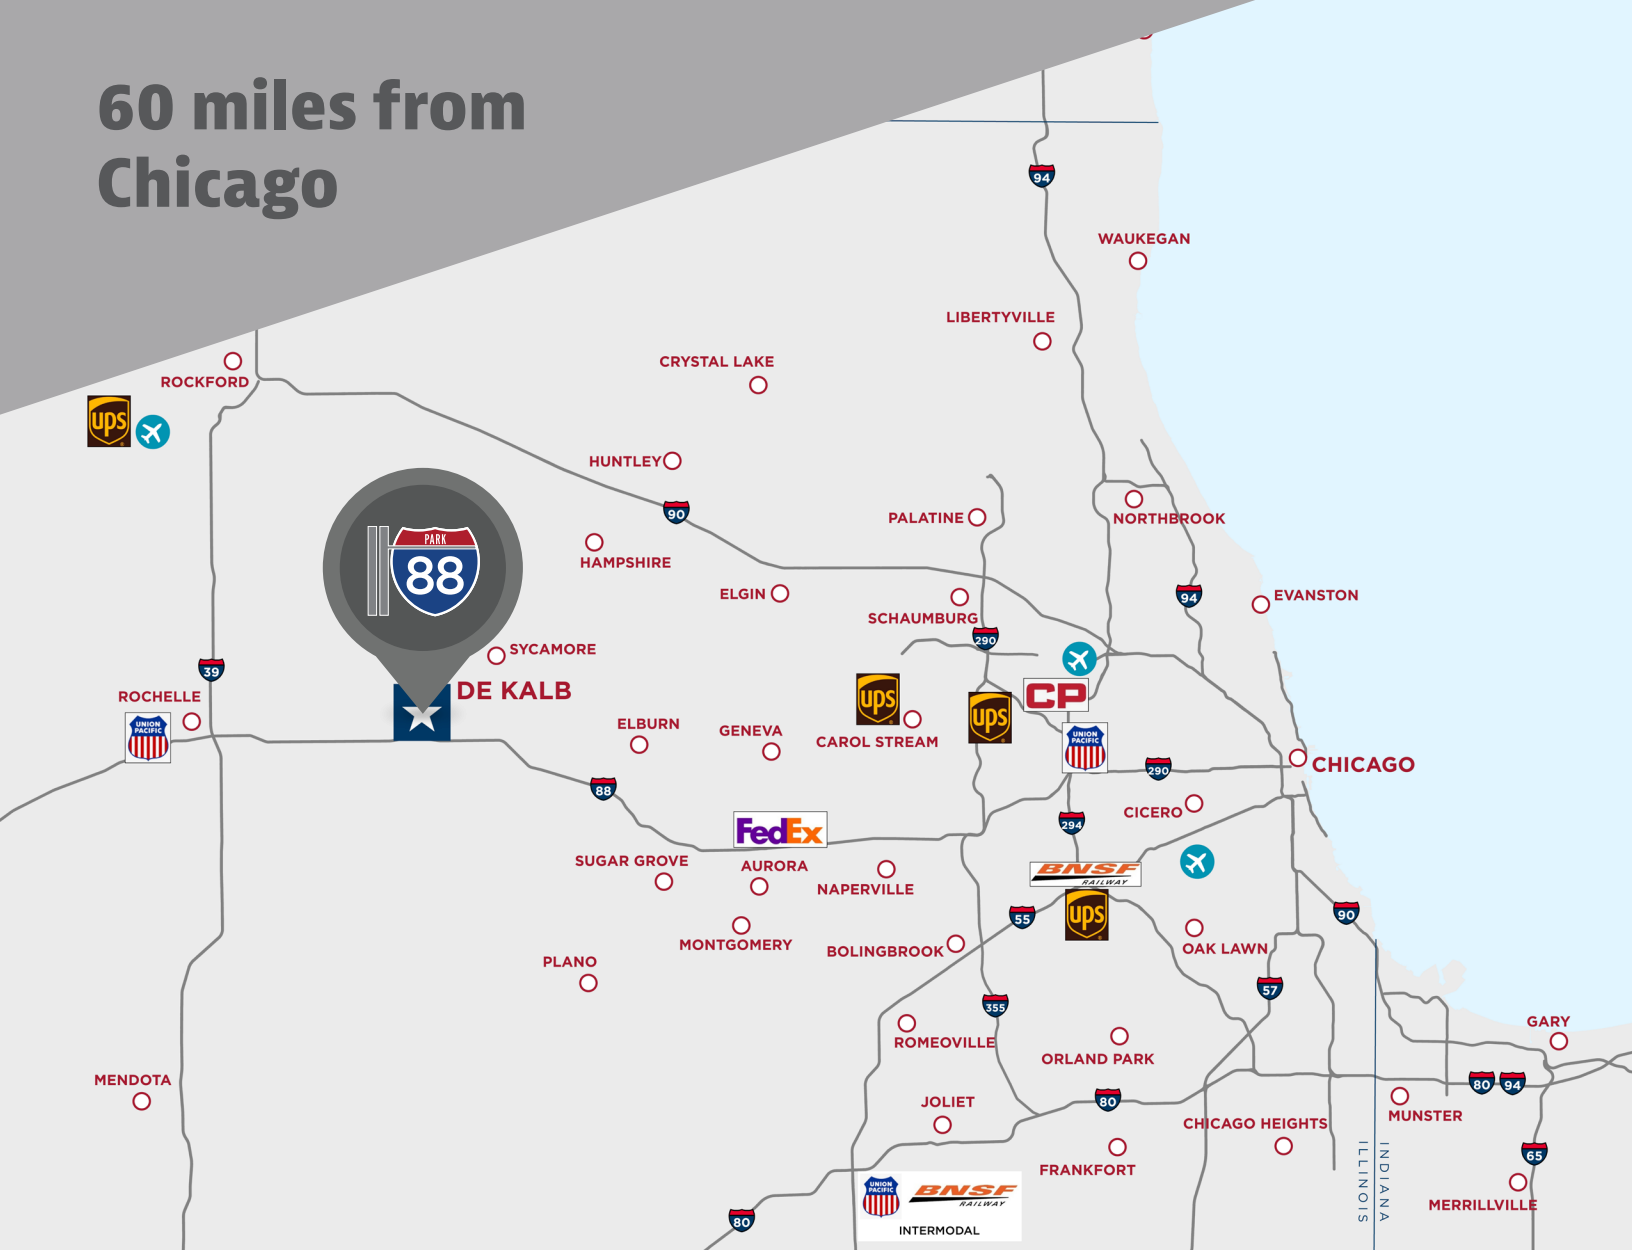 60 miles from
Chicago
94
WAUKEGAN
LIBERTYVILLE
CRYSTAL LAKE
ROCKFORD
ups
HUNTLEY
90
PALATINE
NORTHBROOK
PARK
88
HAMPSHIRE
ELGIN
SCHAUMBURG
94
EVANSTON
290
SYCAMORE
39
DE KALB
ROCHELLE
UNION
PACIFIC
ELBURN
GENEVA
ups
CAROL STREAM
ups
CP
UNION
PACIFIC
290
CHICAGO
88
CICERO
294
FedEx
SUGAR GROVE
AURORA
NAPERVILLE
BNSF
RAILWAY
ups
55
90
MONTGOMERY
BOLINGBROOK
OAK LAWN
PLANO
57
355
ROMEOVILLE
ORLAND PARK
GARY
MENDOTA
JOLIET
80
80
94
CHICAGO HEIGHTS
MUNSTER
FRANKFORT
ILLINOIS
INDIANA
65
MERRILLVILLE
80
UNION
PACIFIC
BNSF
RAILWAY
INTERMODAL